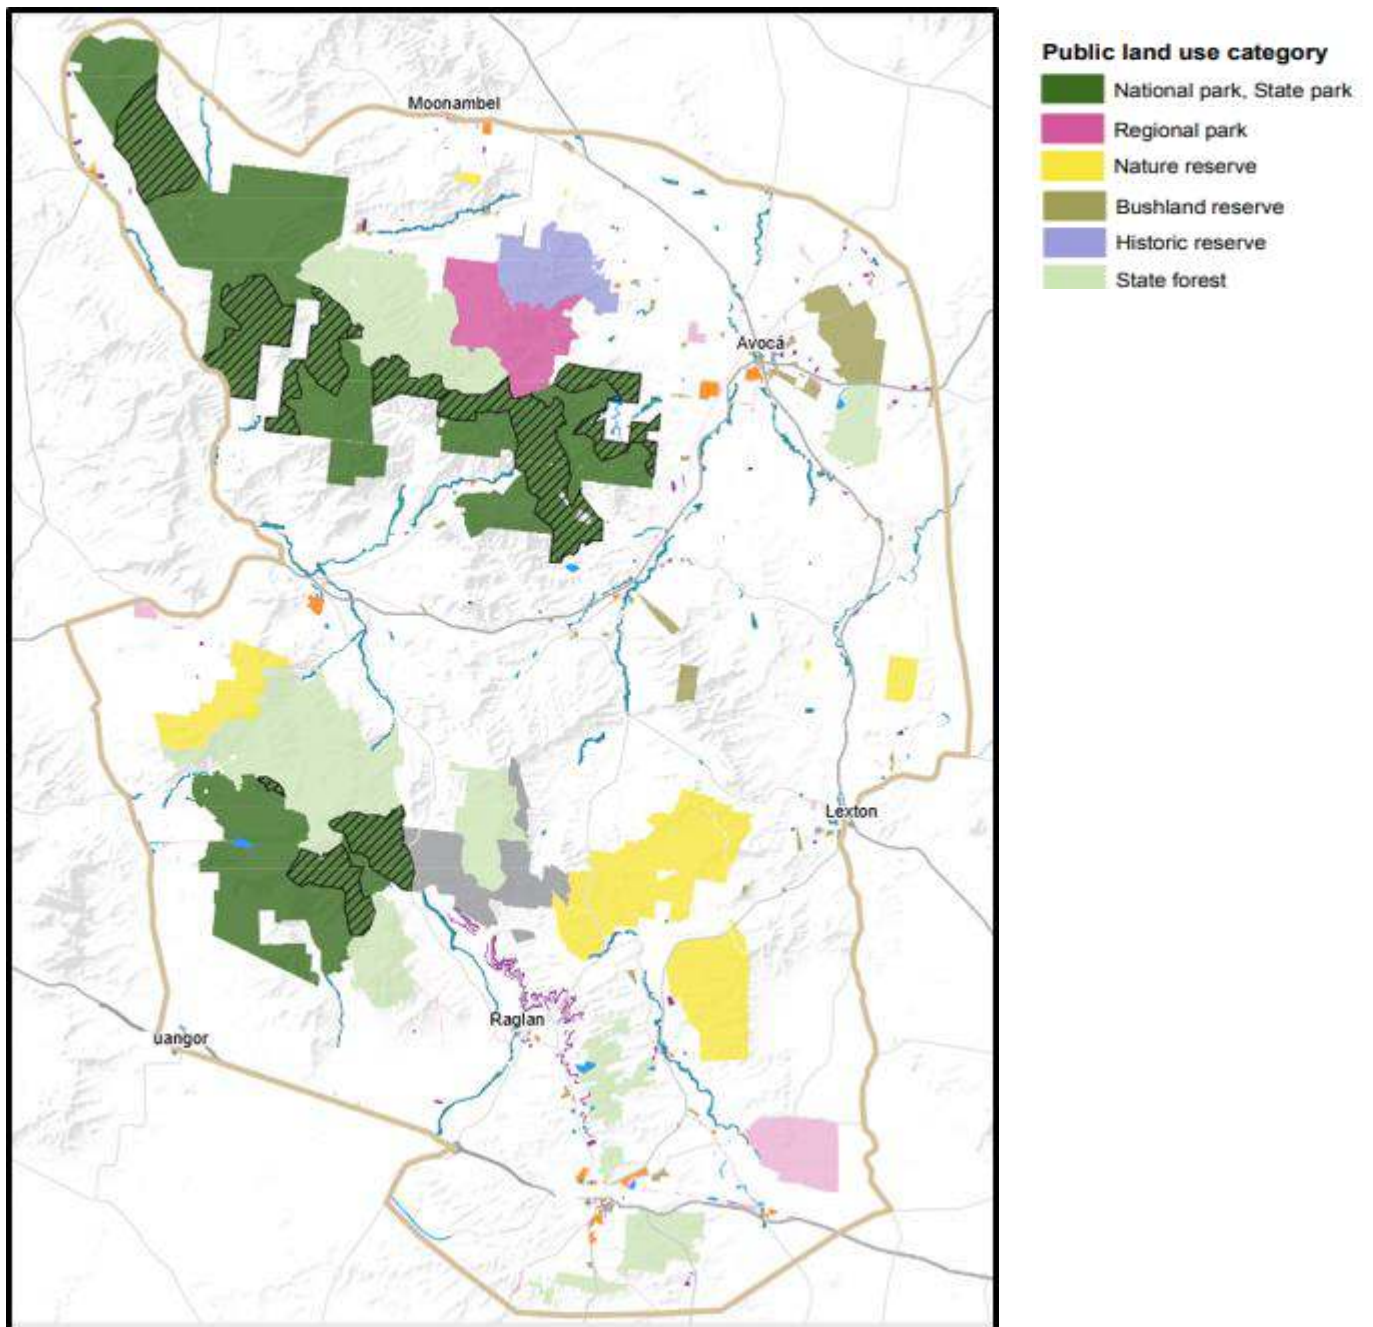 Public land use category
National park, State park
Regional park
Nature reserve
Bushland reserve
Historic reserve
State forest
Moonambel
Avoca
Lexton
Raglan
uangor